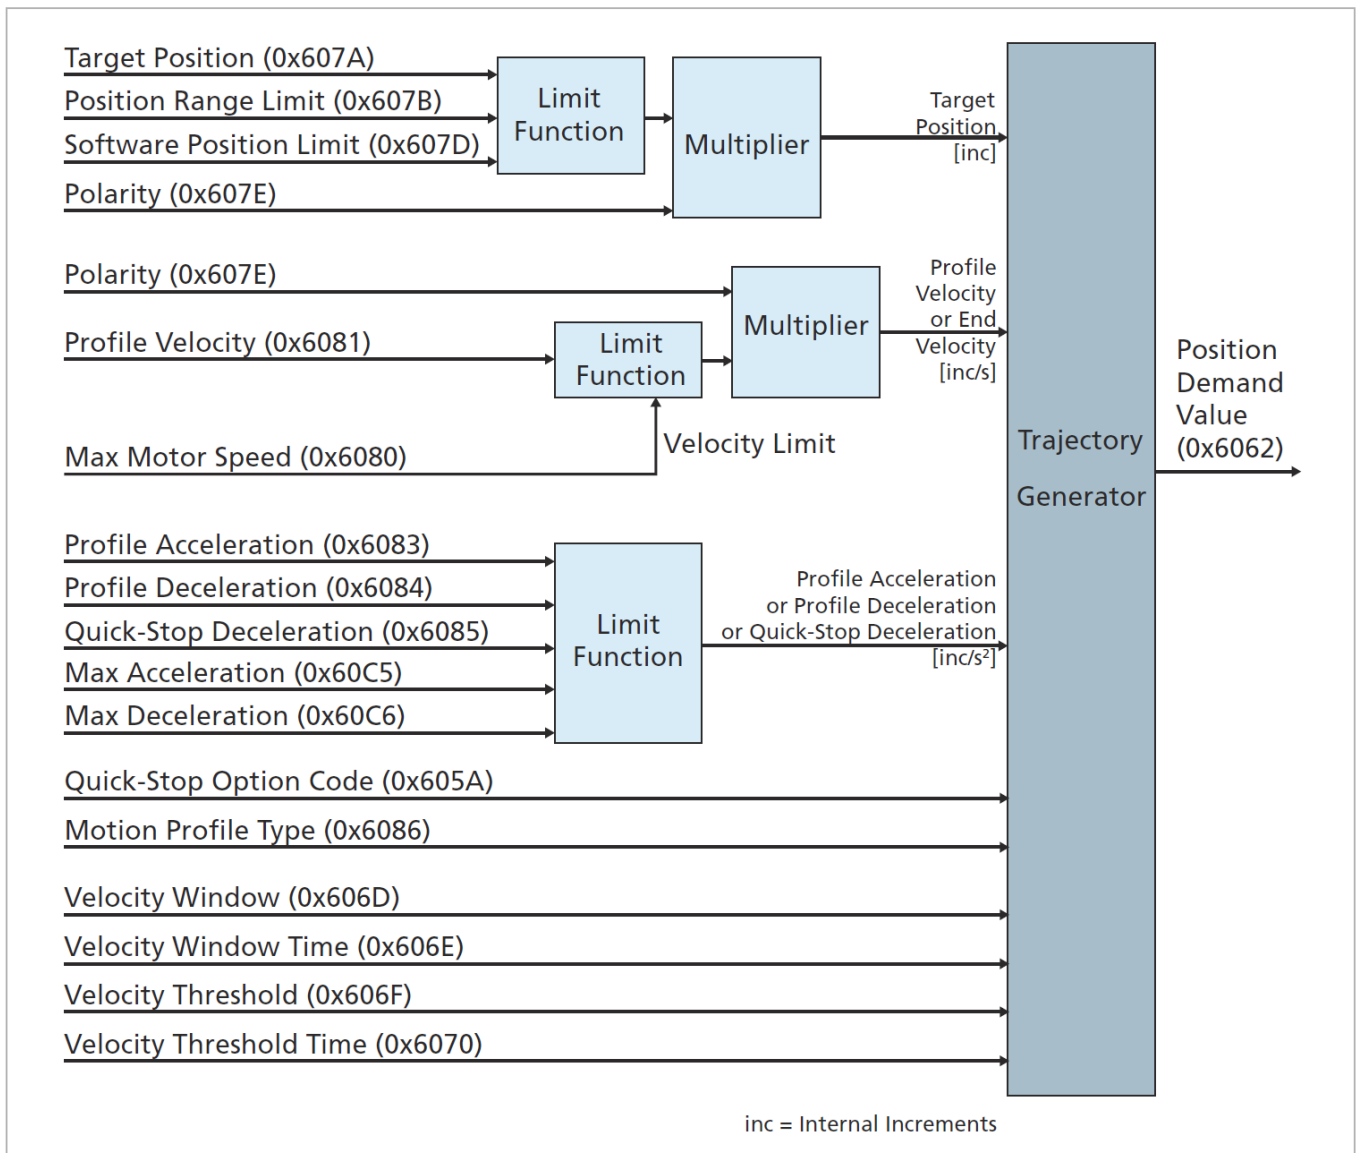 Target Position (0x607A)
Position Range Limit (0x607B)
Software Position Limit (0x607D)
Polarity (0x607E)
Limit
Function
Multiplier
Target
Position
[inc]
Polarity (0x607E)
Profile Velocity (0x6081)
Max Motor Speed (0x6080)
Limit
Function
Velocity Limit
Multiplier
Profile
Velocity
or End
Velocity
[inc/s]
Profile Acceleration (0x6083)
Profile Deceleration (0x6084)
Quick-Stop Deceleration (0x6085)
Max Acceleration (0x60C5)
Max Deceleration (0x60C6)
Limit
Function
Profile Acceleration
or Profile Deceleration
or Quick-Stop Deceleration
[inc/s²]
Quick-Stop Option Code (0x605A)
Motion Profile Type (0x6086)
Velocity Window (0x606D)
Velocity Window Time (0x606E)
Velocity Threshold (0x606F)
Velocity Threshold Time (0x6070)
Trajectory
Generator
Position
Demand
Value
(0x6062)
inc = Internal Increments